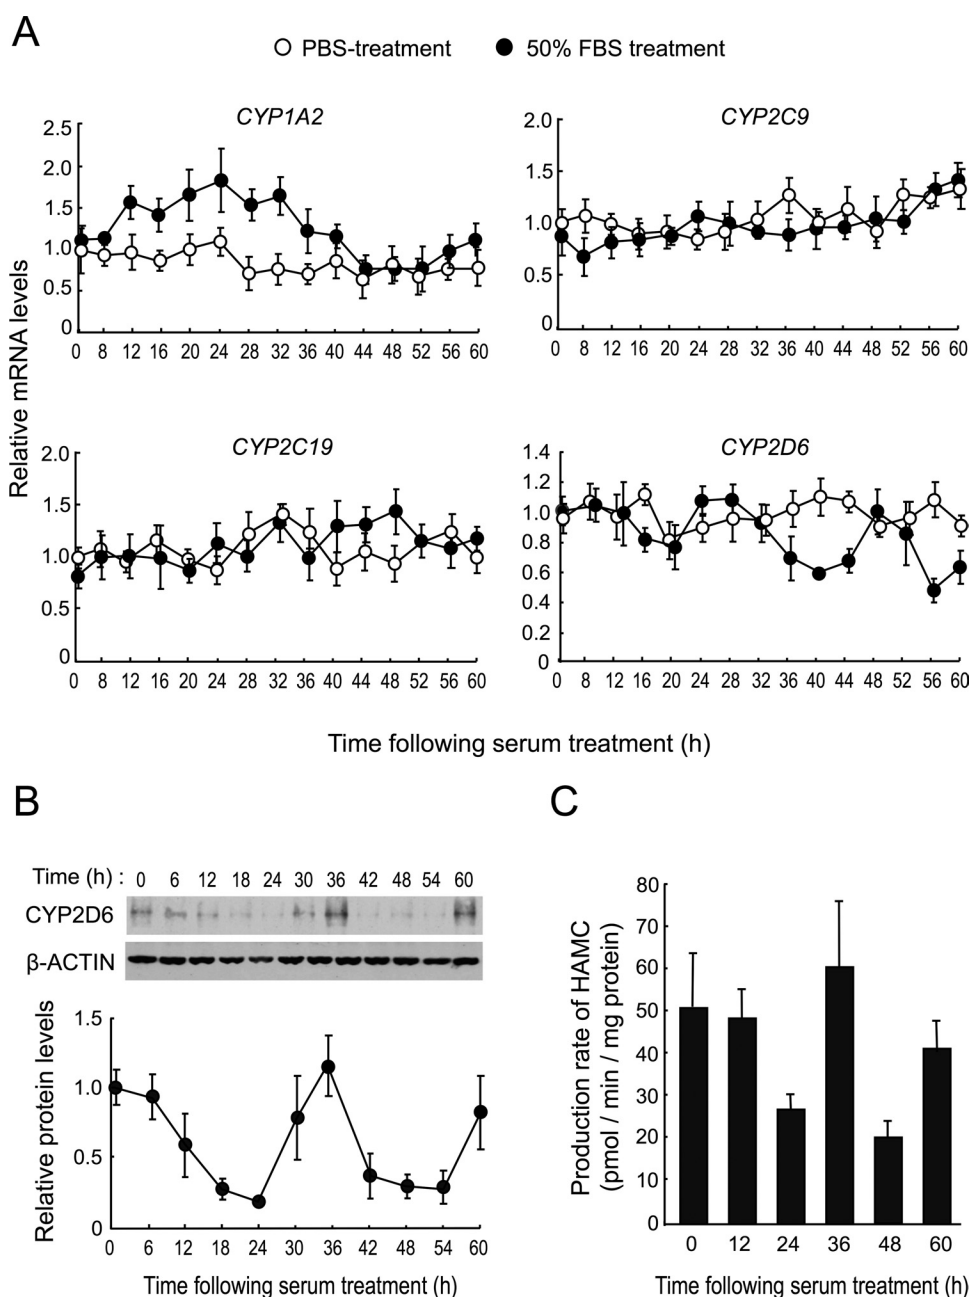 A
PBS-treatment 50% FBS treatment
Relative mRNA levels
CYP1A2
2.5
2.0
1.5
1.0
0.5
0
0 8 12 16 20 24 28 32 36 40 44 48 52 56 60
CYP2C9
2.0
1.5
1.0
0.5
0
0 8 12 16 20 24 28 32 36 40 44 48 52 60
CYP2C19
2.0
1.5
1.0
0.5
0
0 8 12 16 20 24 28 32 36 40 44 48 52 56 60
CYP2D6
1.4
1.2
1.0
0.8
0.6
0.4
0.2
0
0 8 12 16 20 24 28 32 36 40 44 48 52 56 60
Time following serum treatment (h)
B
Time (h) : 0 6 12 18 24 30 36 42 48 54 60
CYP2D6
β-ACTIN
Relative protein levels
1.5
1.0
0.5
0
0 6 12 18 24 30 36 42 48 54 60
Time following serum treatment (h)
C
Production rate of HAMC
(pmol / min / mg protein)
80
70
60
50
40
30
20
10
0
0 12 24 36 48 60
Time following serum treatment (h)